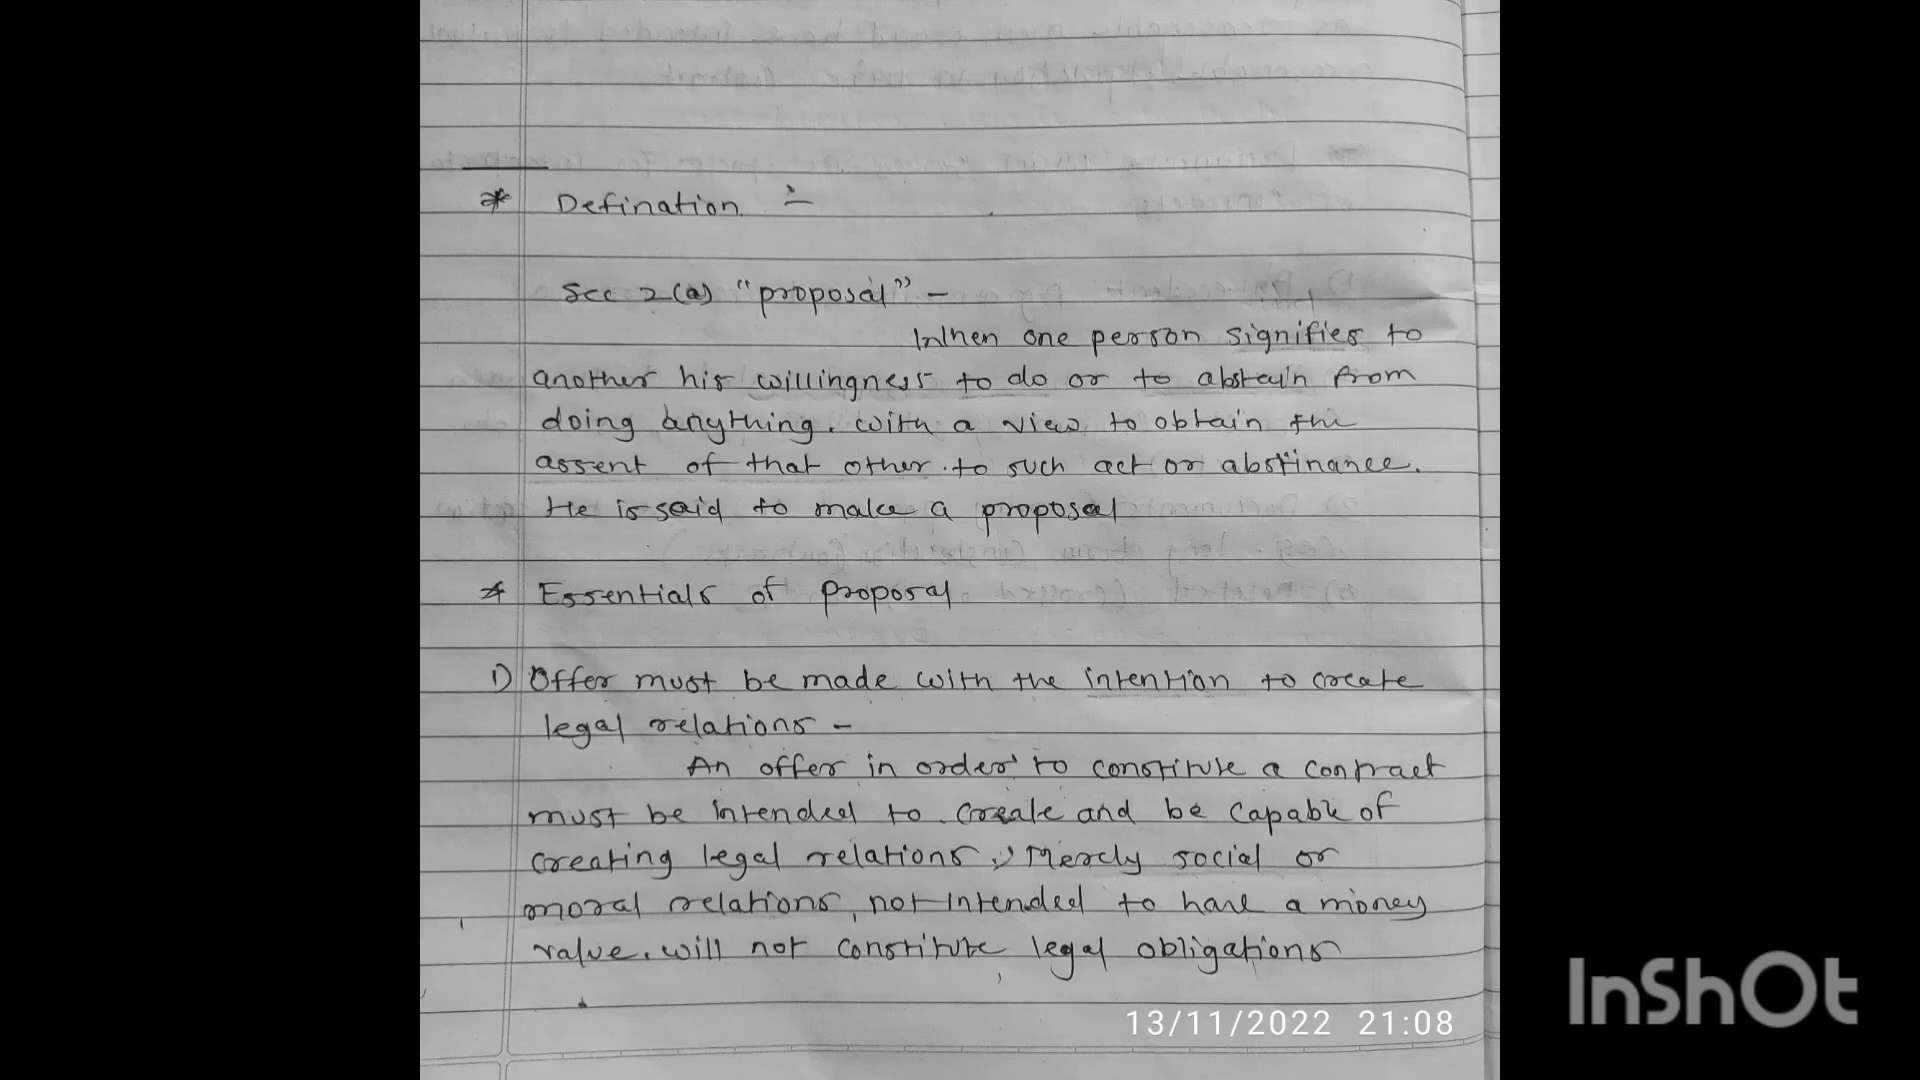 * Defination :-
Sec 2(a) "proposal" -
When one person signifies to
another his willingness to do or to abstain from
doing anything. with a view to obtain the
assent of that other. to such act or abstinance.
He is said to make a proposal
* Essentials of proposal
1) Offer must be made with the intention to create
legal relations -
An offer in order to constitute a contract
must be intended to create and be capable of
creating legal relations. Merely social or
moral relations, not intended to have a money
value. will not constitute legal obligations
13/11/2022 21:08
InShOt